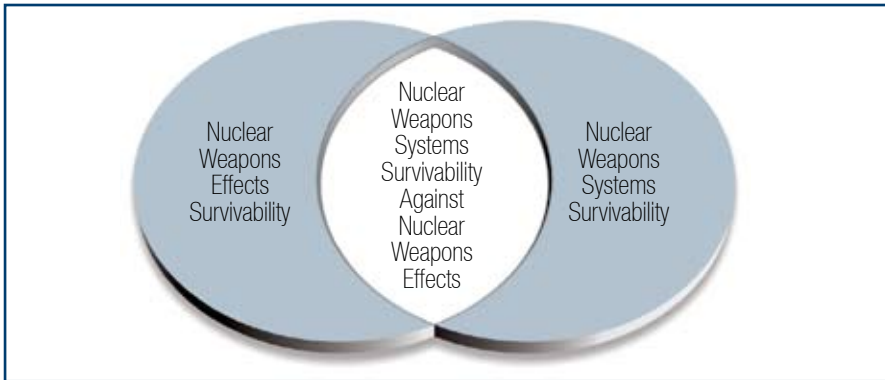 Nuclear
Weapons
Effects
Survivability
Nuclear
Weapons
Systems
Survivability
Against
Nuclear
Weapons
Effects
Nuclear
Weapons
Systems
Survivability